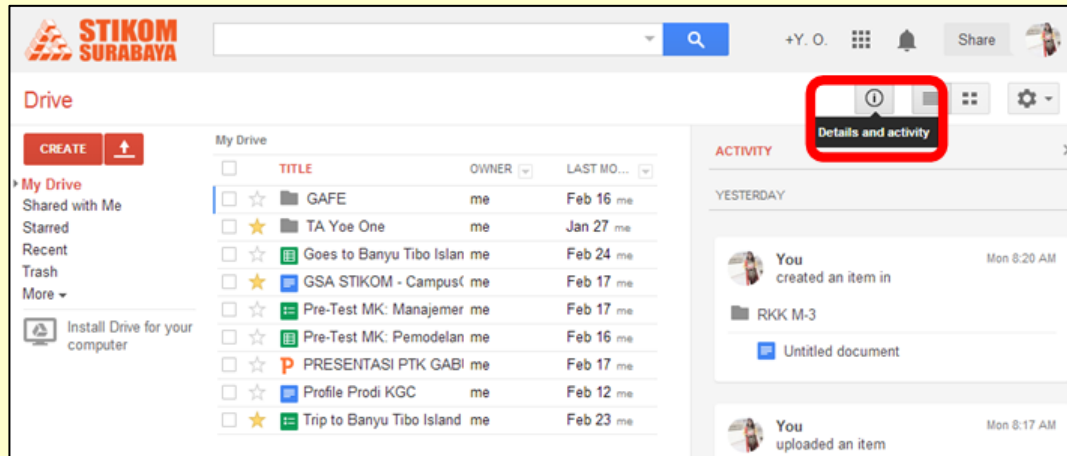 STIKOM
SURABAYA
+Y. O.
Share
Drive
Details and activity
CREATE
My Drive
Shared with Me
Starred
Recent
Trash
More
Install Drive for your
computer
My Drive
TITLE OWNER LAST MO...
GAFE me Feb 16 me
TA Yoe One me Jan 27 me
Goes to Banyu Tibo Islan me Feb 24 me
GSA STIKOM - Campus( me Feb 17 me
Pre-Test MK: Manajemer me Feb 17 me
Pre-Test MK: Pemodelan me Feb 16 me
PRESENTASI PTK GABI me Feb 17 me
Profile Prodi KGC me Feb 12 me
Trip to Banyu Tibo Island me Feb 23 me
ACTIVITY
YESTERDAY
You Mon 8:20 AM
created an item in
RKK M-3
Untitled document
You Mon 8:17 AM
uploaded an item